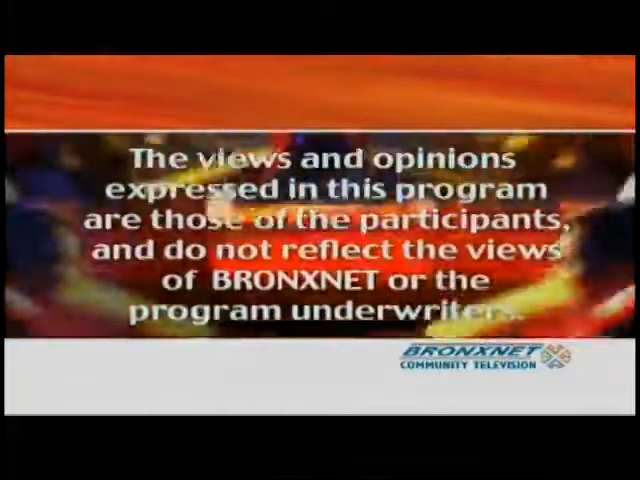 The views and opinions
expressed in this program
are those of the participants,
and do not reflect the views
of BRONXNET or the
program underwriters.
BRONXNET
COMMUNITY TELEVISION